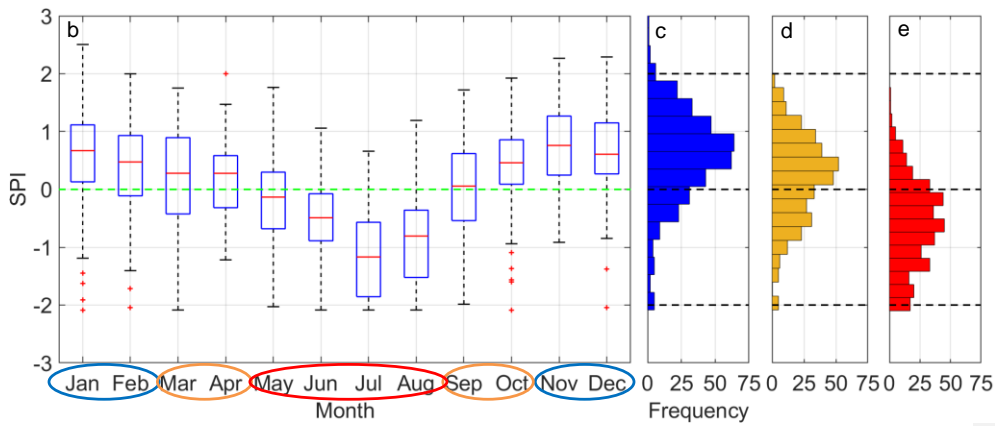 b c d e
SPI
3
2
1
0
-1
-2
-3
Jan Feb Mar Apr May Jun Jul Aug Sep Oct Nov Dec
0 25 50 75 0 25 50 75 0 25 50 75
Month Frequency